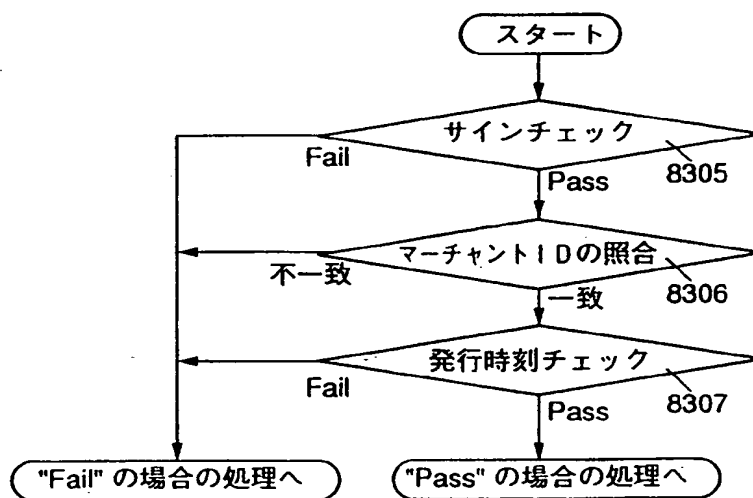 スタート
サインチェック
Fail
8305
Pass
マーチャントIDの照合
不一致
8306
一致
発行時刻チェック
Fail
8307
Pass
"Fail" の場合の処理へ
"Pass" の場合の処理へ